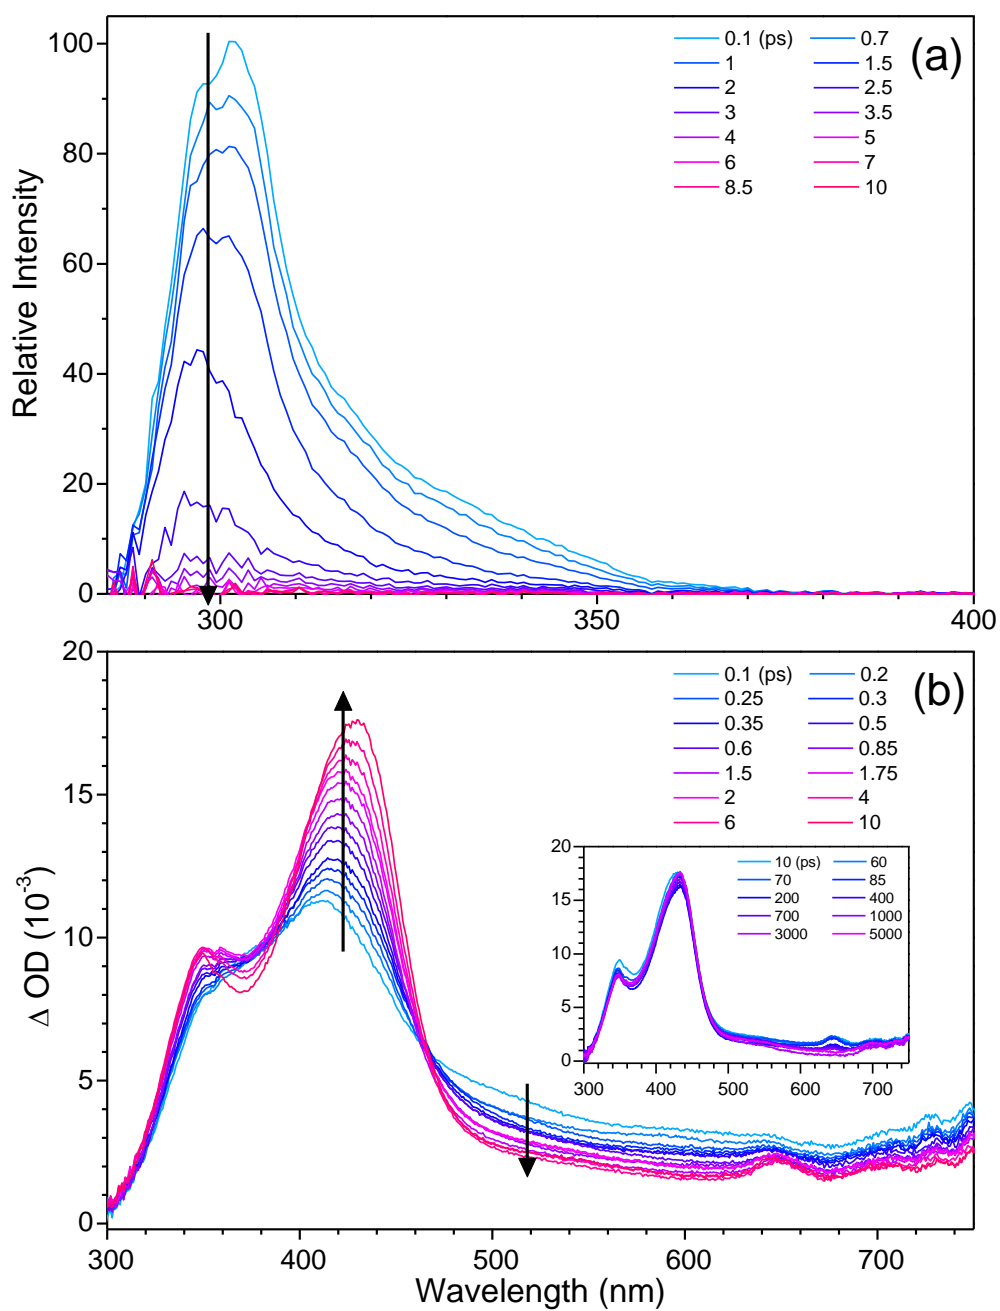 (a)
0.1 (ps) 0.7
1 1.5
2 2.5
3 3.5
4 5
6 7
8.5 10
Relative Intensity
100
80
60
40
20
0
300 350 400
(b)
0.1 (ps) 0.2
0.25 0.3
0.35 0.5
0.6 0.85
1.5 1.75
2 4
6 10
Δ OD (10⁻³)
20
15
10
5
0
20
15
10
5
0
10 (ps) 60
70 85
200 400
700 1000
3000 5000
300 400 500 600 700
300 400 500 600 700
Wavelength (nm)